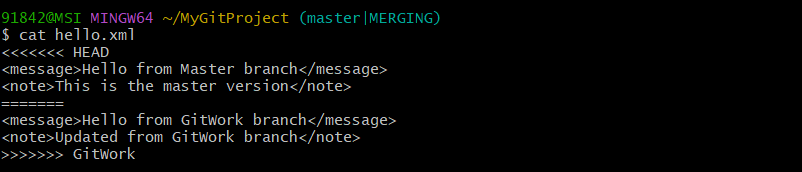 91842@MSI MINGW64 ~/MyGitProject (master|MERGING)
$ cat hello.xml
<<<<<<< HEAD
<message>Hello from Master branch</message>
<note>This is the master version</note>
=======
<message>Hello from GitWork branch</message>
<note>Updated from GitWork branch</note>
>>>>>>> GitWork